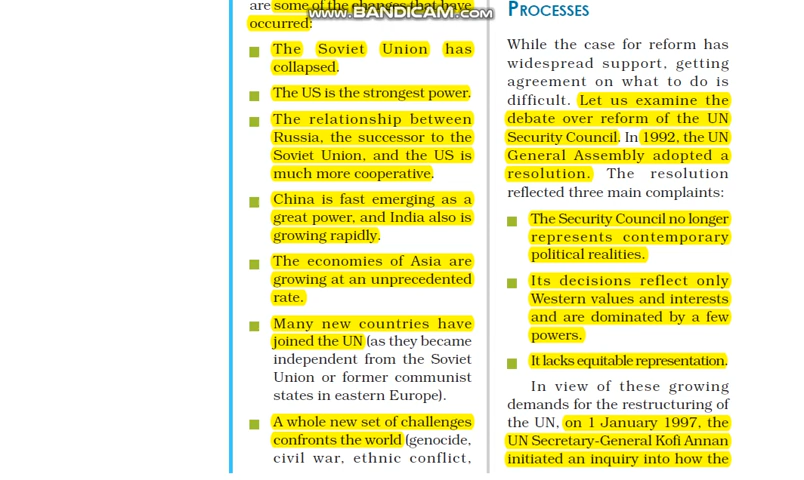 www.BANDICAM.com
are some of the changes that have
occurred:
The Soviet Union has
collapsed.
The US is the strongest power.
The relationship between
Russia, the successor to the
Soviet Union, and the US is
much more cooperative.
China is fast emerging as a
great power, and India also is
growing rapidly.
The economies of Asia are
growing at an unprecedented
rate.
Many new countries have
joined the UN (as they became
independent from the Soviet
Union or former communist
states in eastern Europe).
A whole new set of challenges
confronts the world (genocide,
civil war, ethnic conflict,
PROCESSES
While the case for reform has
widespread support, getting
agreement on what to do is
difficult. Let us examine the
debate over reform of the UN
Security Council. In 1992, the UN
General Assembly adopted a
resolution. The resolution
reflected three main complaints:
The Security Council no longer
represents contemporary
political realities.
Its decisions reflect only
Western values and interests
and are dominated by a few
powers.
It lacks equitable representation.
In view of these growing
demands for the restructuring of
the UN, on 1 January 1997, the
UN Secretary-General Kofi Annan
initiated an inquiry into how the